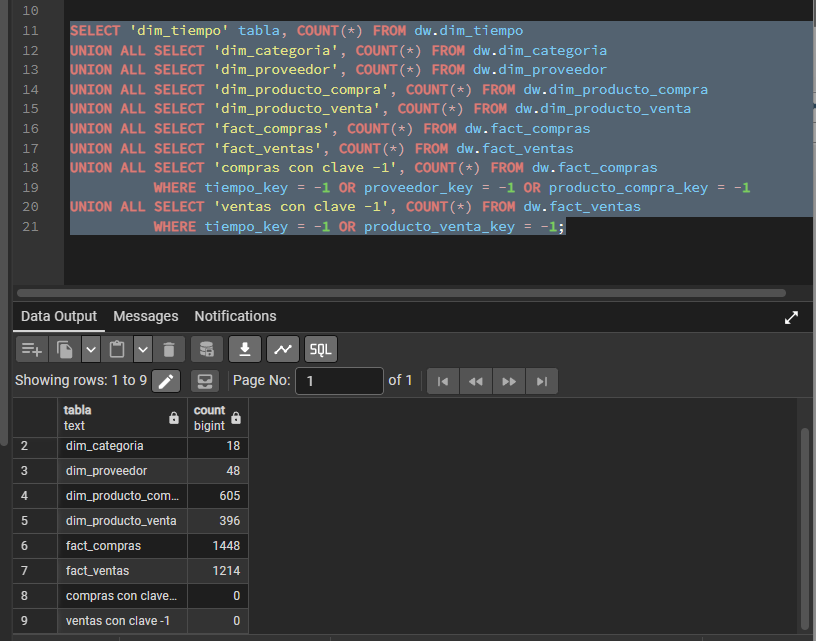 10
11 SELECT 'dim_tiempo' tabla, COUNT(*) FROM dw.dim_tiempo
12 UNION ALL SELECT 'dim_categoria', COUNT(*) FROM dw.dim_categoria
13 UNION ALL SELECT 'dim_proveedor', COUNT(*) FROM dw.dim_proveedor
14 UNION ALL SELECT 'dim_producto_compra', COUNT(*) FROM dw.dim_producto_compra
15 UNION ALL SELECT 'dim_producto_venta', COUNT(*) FROM dw.dim_producto_venta
16 UNION ALL SELECT 'fact_compras', COUNT(*) FROM dw.fact_compras
17 UNION ALL SELECT 'fact_ventas', COUNT(*) FROM dw.fact_ventas
18 UNION ALL SELECT 'compras con clave -1', COUNT(*) FROM dw.fact_compras
19 WHERE tiempo_key = -1 OR proveedor_key = -1 OR producto_compra_key = -1
20 UNION ALL SELECT 'ventas con clave -1', COUNT(*) FROM dw.fact_ventas
21 WHERE tiempo_key = -1 OR producto_venta_key = -1;
Data Output Messages Notifications
SQL
Showing rows: 1 to 9 Page No: 1 of 1
tabla count
text bigint
2 dim_categoria 18
3 dim_proveedor 48
4 dim_producto_com... 605
5 dim_producto_venta 396
6 fact_compras 1448
7 fact_ventas 1214
8 compras con clave... 0
9 ventas con clave -1 0